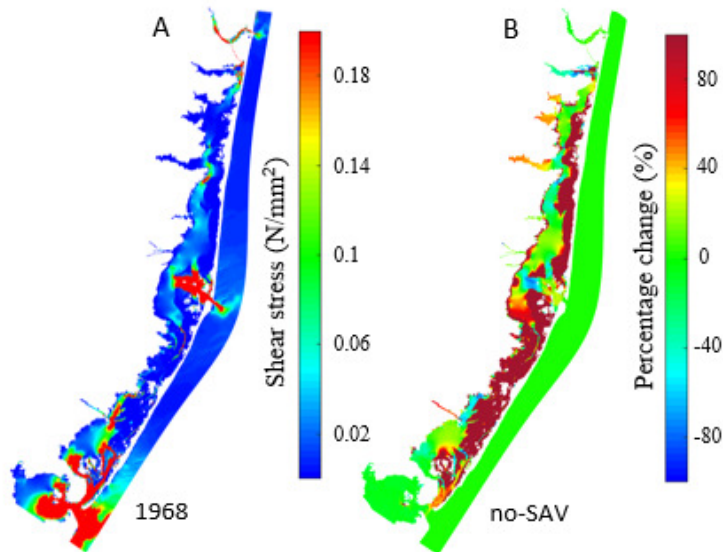 A
Shear stress (N/mm²)
0.18
0.14
0.1
0.06
0.02
1968
B
Percentage change (%)
80
40
0
-40
-80
no-SAV